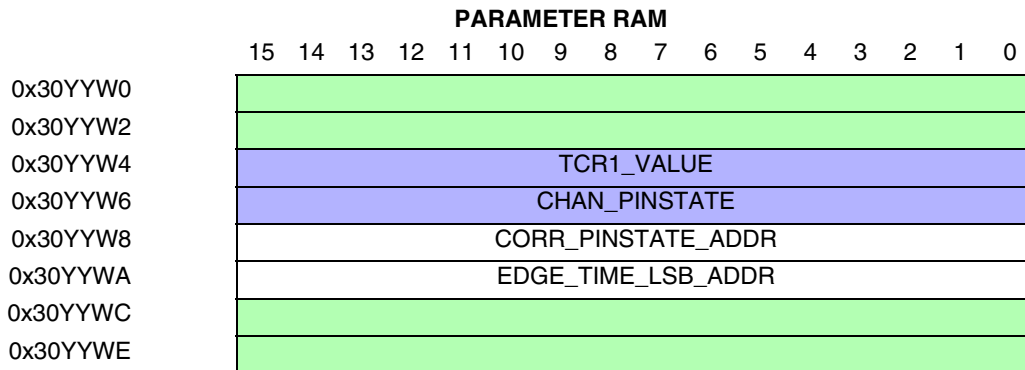 PARAMETER RAM
15 14 13 12 11 10 9 8 7 6 5 4 3 2 1 0
0x30YYW0
0x30YYW2
0x30YYW4 TCR1_VALUE
0x30YYW6 CHAN_PINSTATE
0x30YYW8 CORR_PINSTATE_ADDR
0x30YYWA EDGE_TIME_LSB_ADDR
0x30YYWC
0x30YYWE